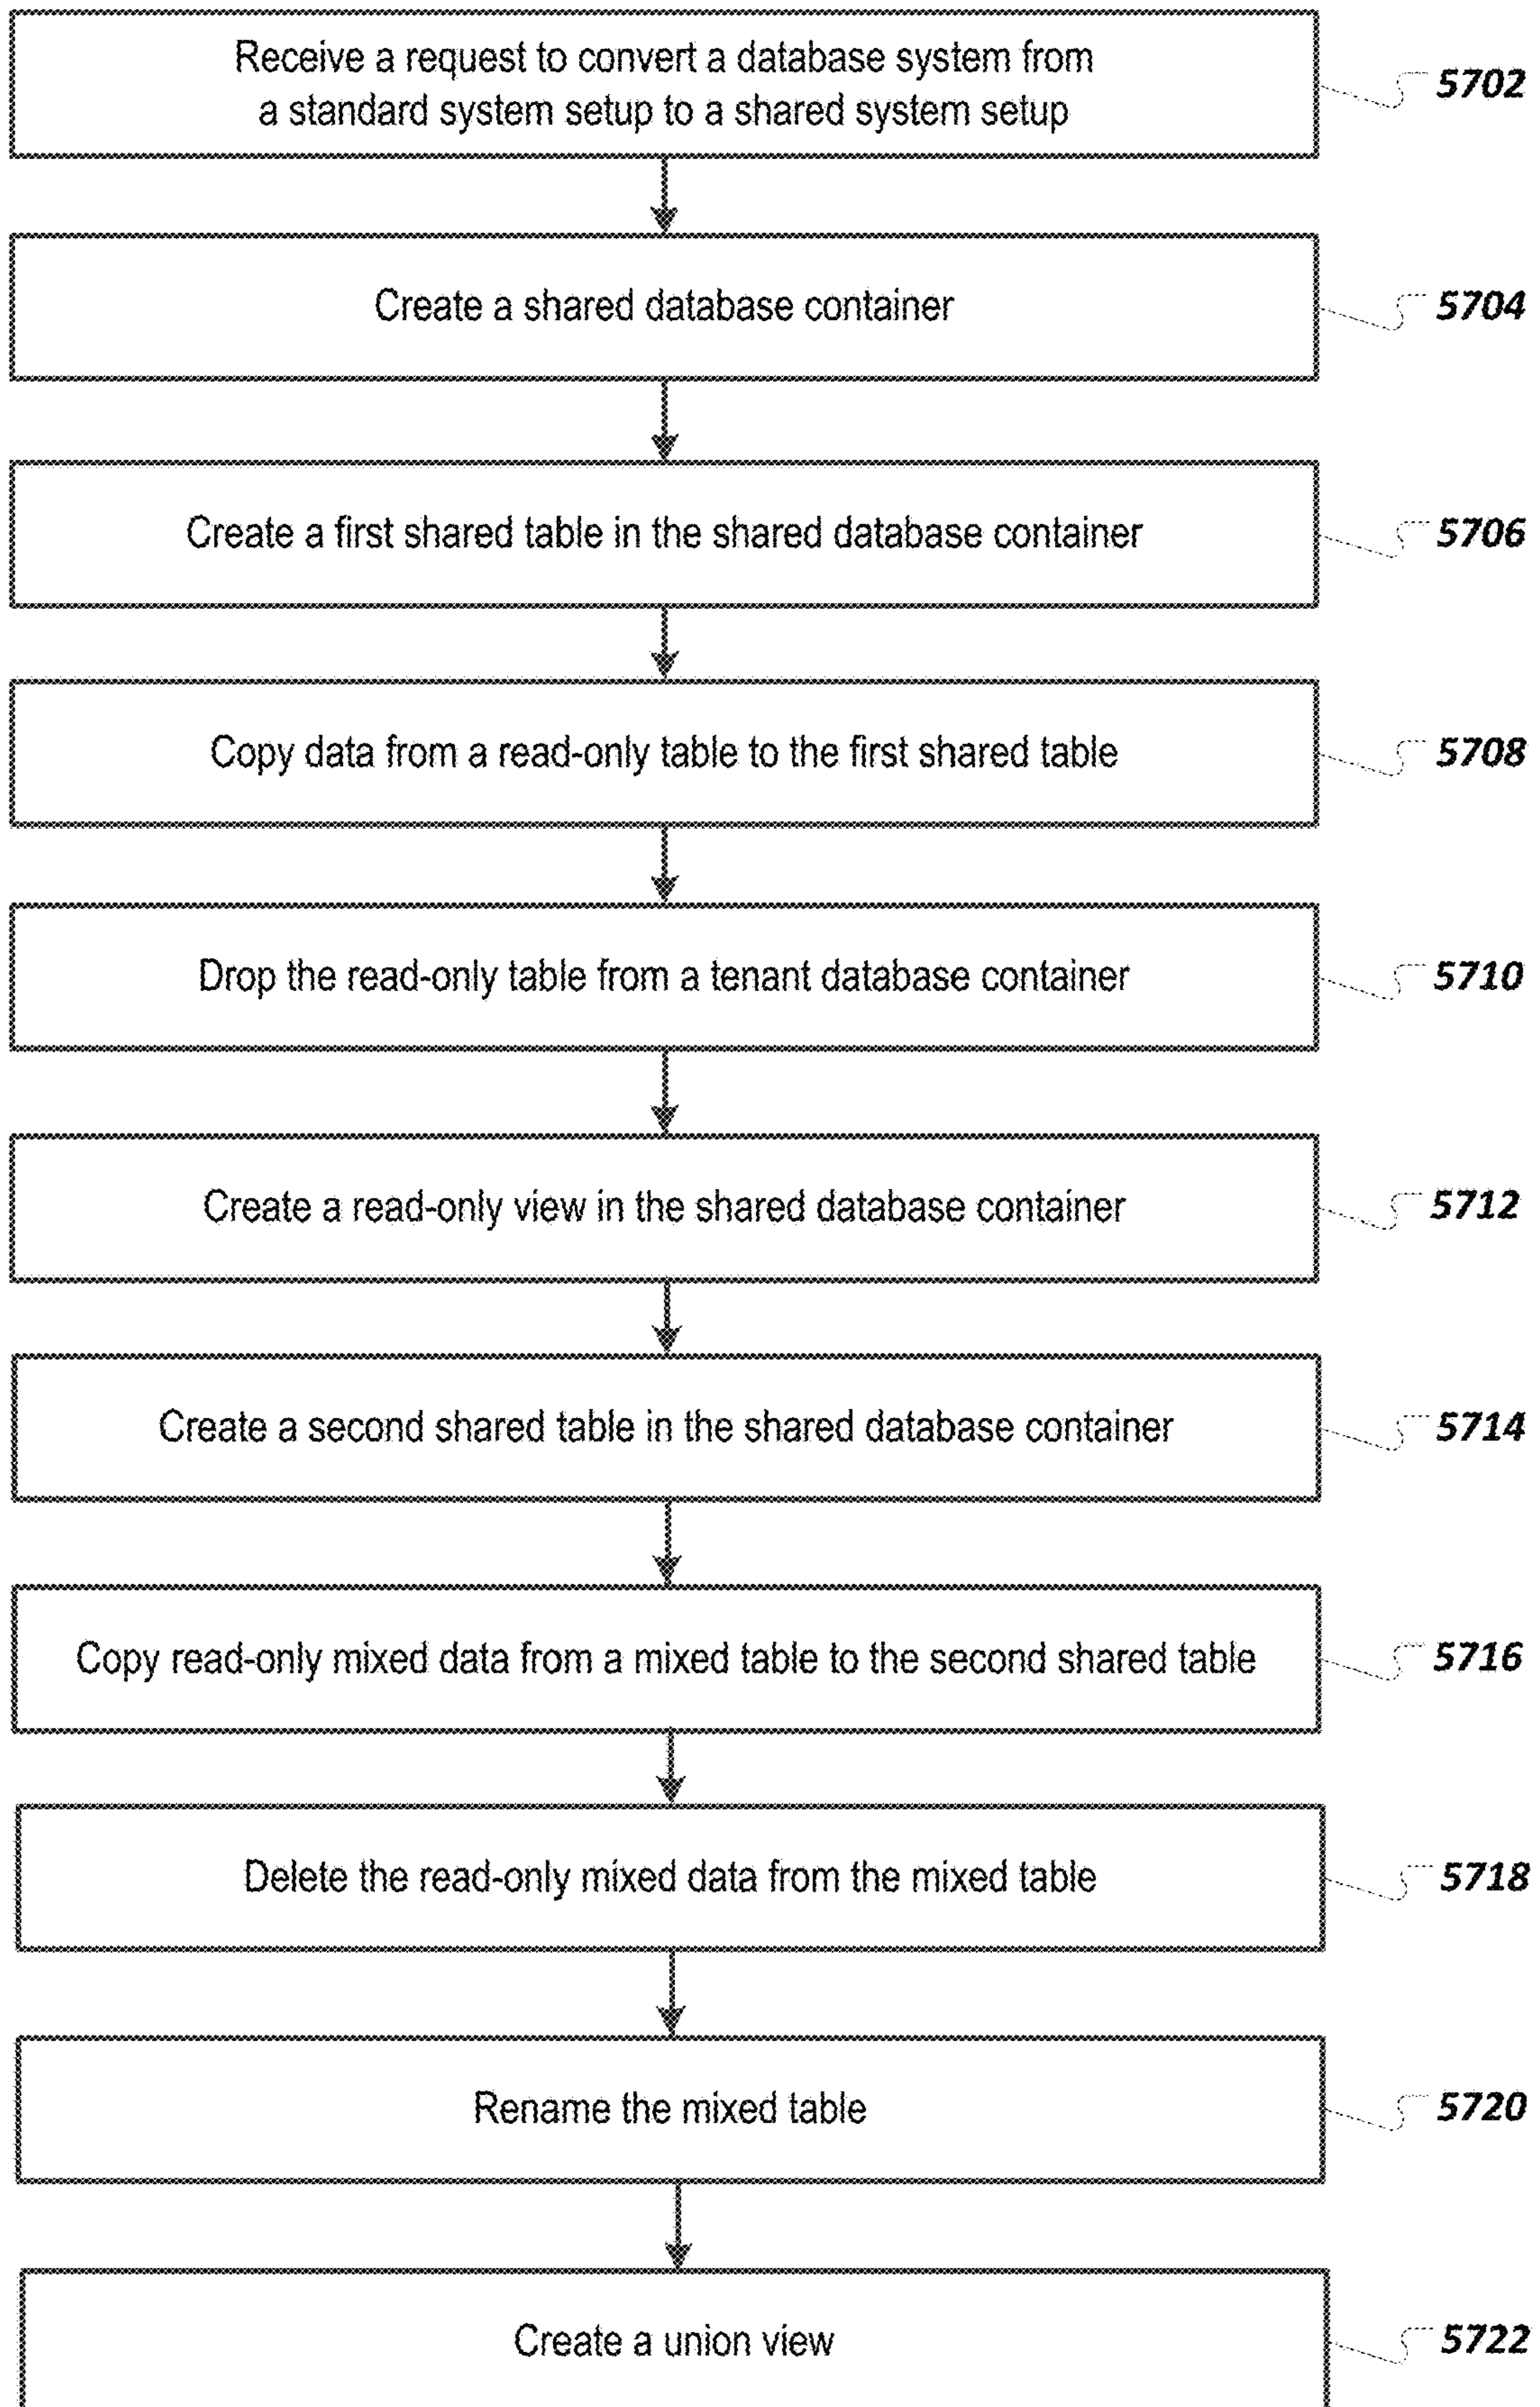 Receive a request to convert a database system from
a standard system setup to a shared system setup
5702
Create a shared database container
5704
Create a first shared table in the shared database container
5706
Copy data from a read-only table to the first shared table
5708
Drop the read-only table from a tenant database container
5710
Create a read-only view in the shared database container
5712
Create a second shared table in the shared database container
5714
Copy read-only mixed data from a mixed table to the second shared table
5716
Delete the read-only mixed data from the mixed table
5718
Rename the mixed table
5720
Create a union view
5722